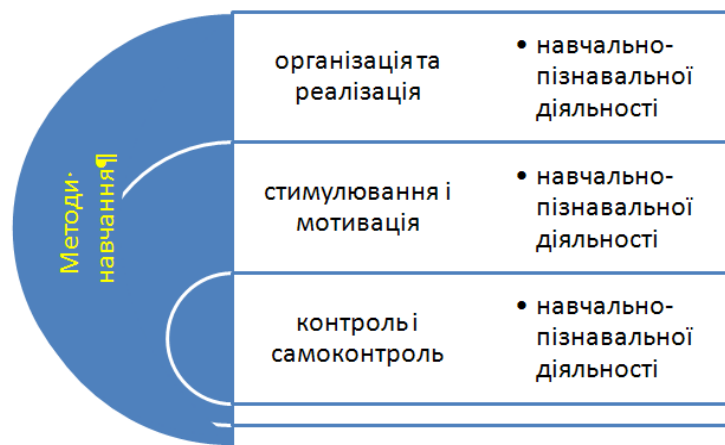 Методи·
навчання¶
організація та
реалізація
• навчально-
пізнавальної
діяльності
стимулювання і
мотивація
• навчально-
пізнавальної
діяльності
контроль і
самоконтроль
• навчально-
пізнавальної
діяльності